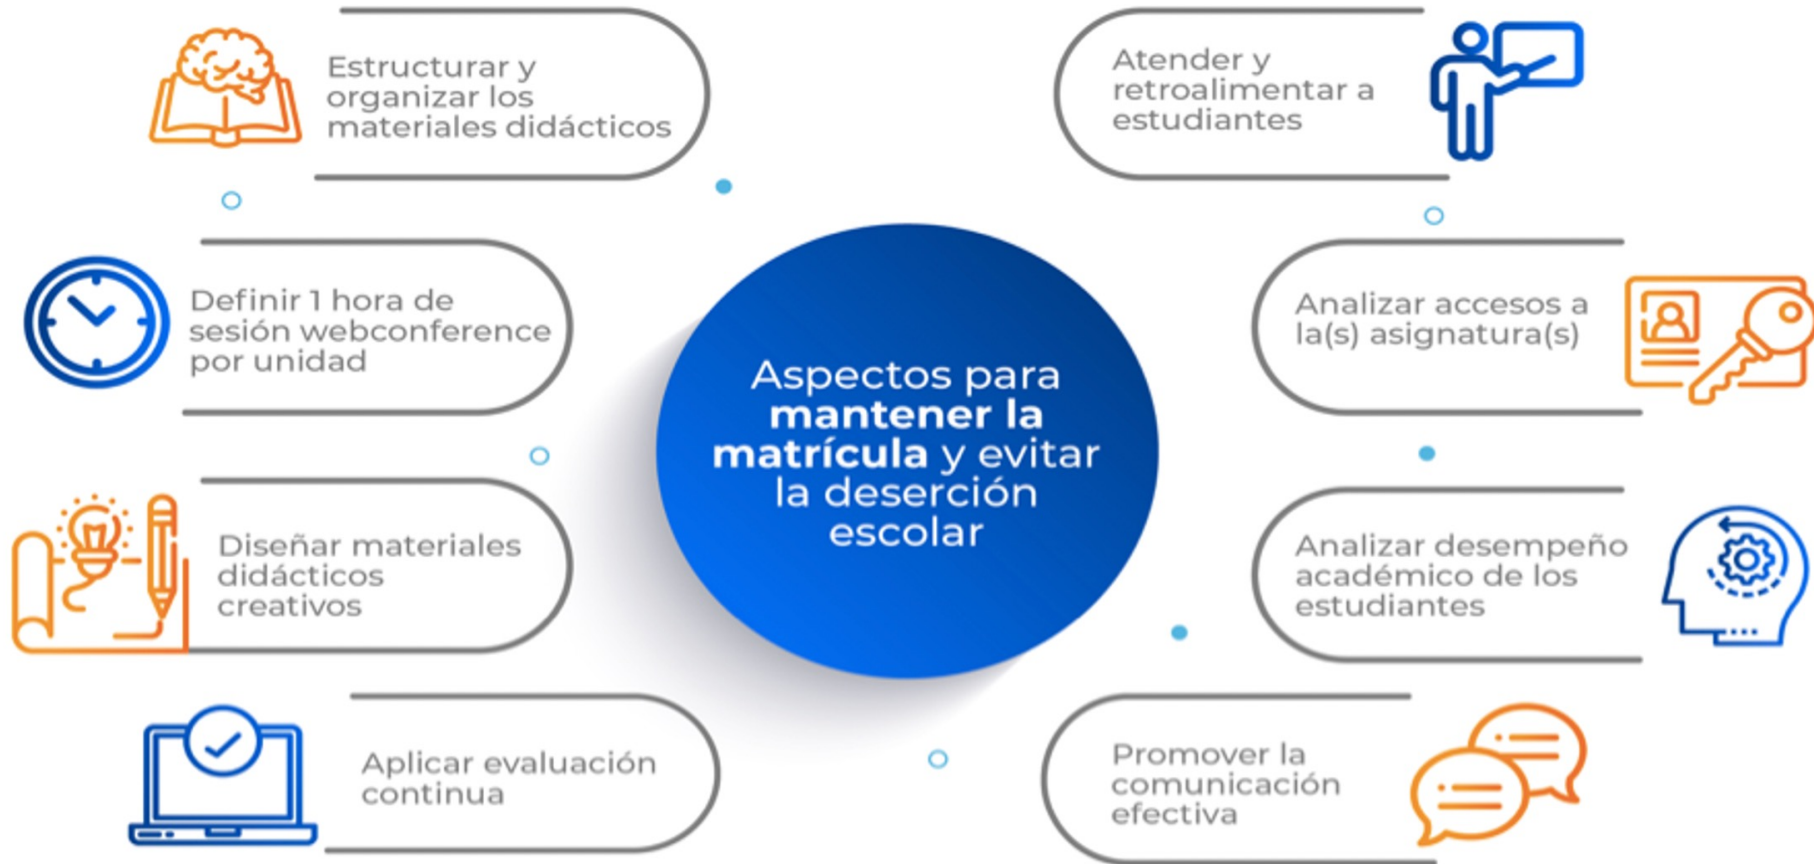 Estructurar y
organizar los
materiales didácticos
Definir 1 hora de
sesión webconference
por unidad
Diseñar materiales
didácticos
creativos
Aplicar evaluación
continua
Aspectos para
mantener la
matrícula y evitar
la deserción
escolar
Atender y
retroalimentar a
estudiantes
Analizar accesos a
la(s) asignatura(s)
Analizar desempeño
académico de los
estudiantes
Promover la
comunicación
efectiva